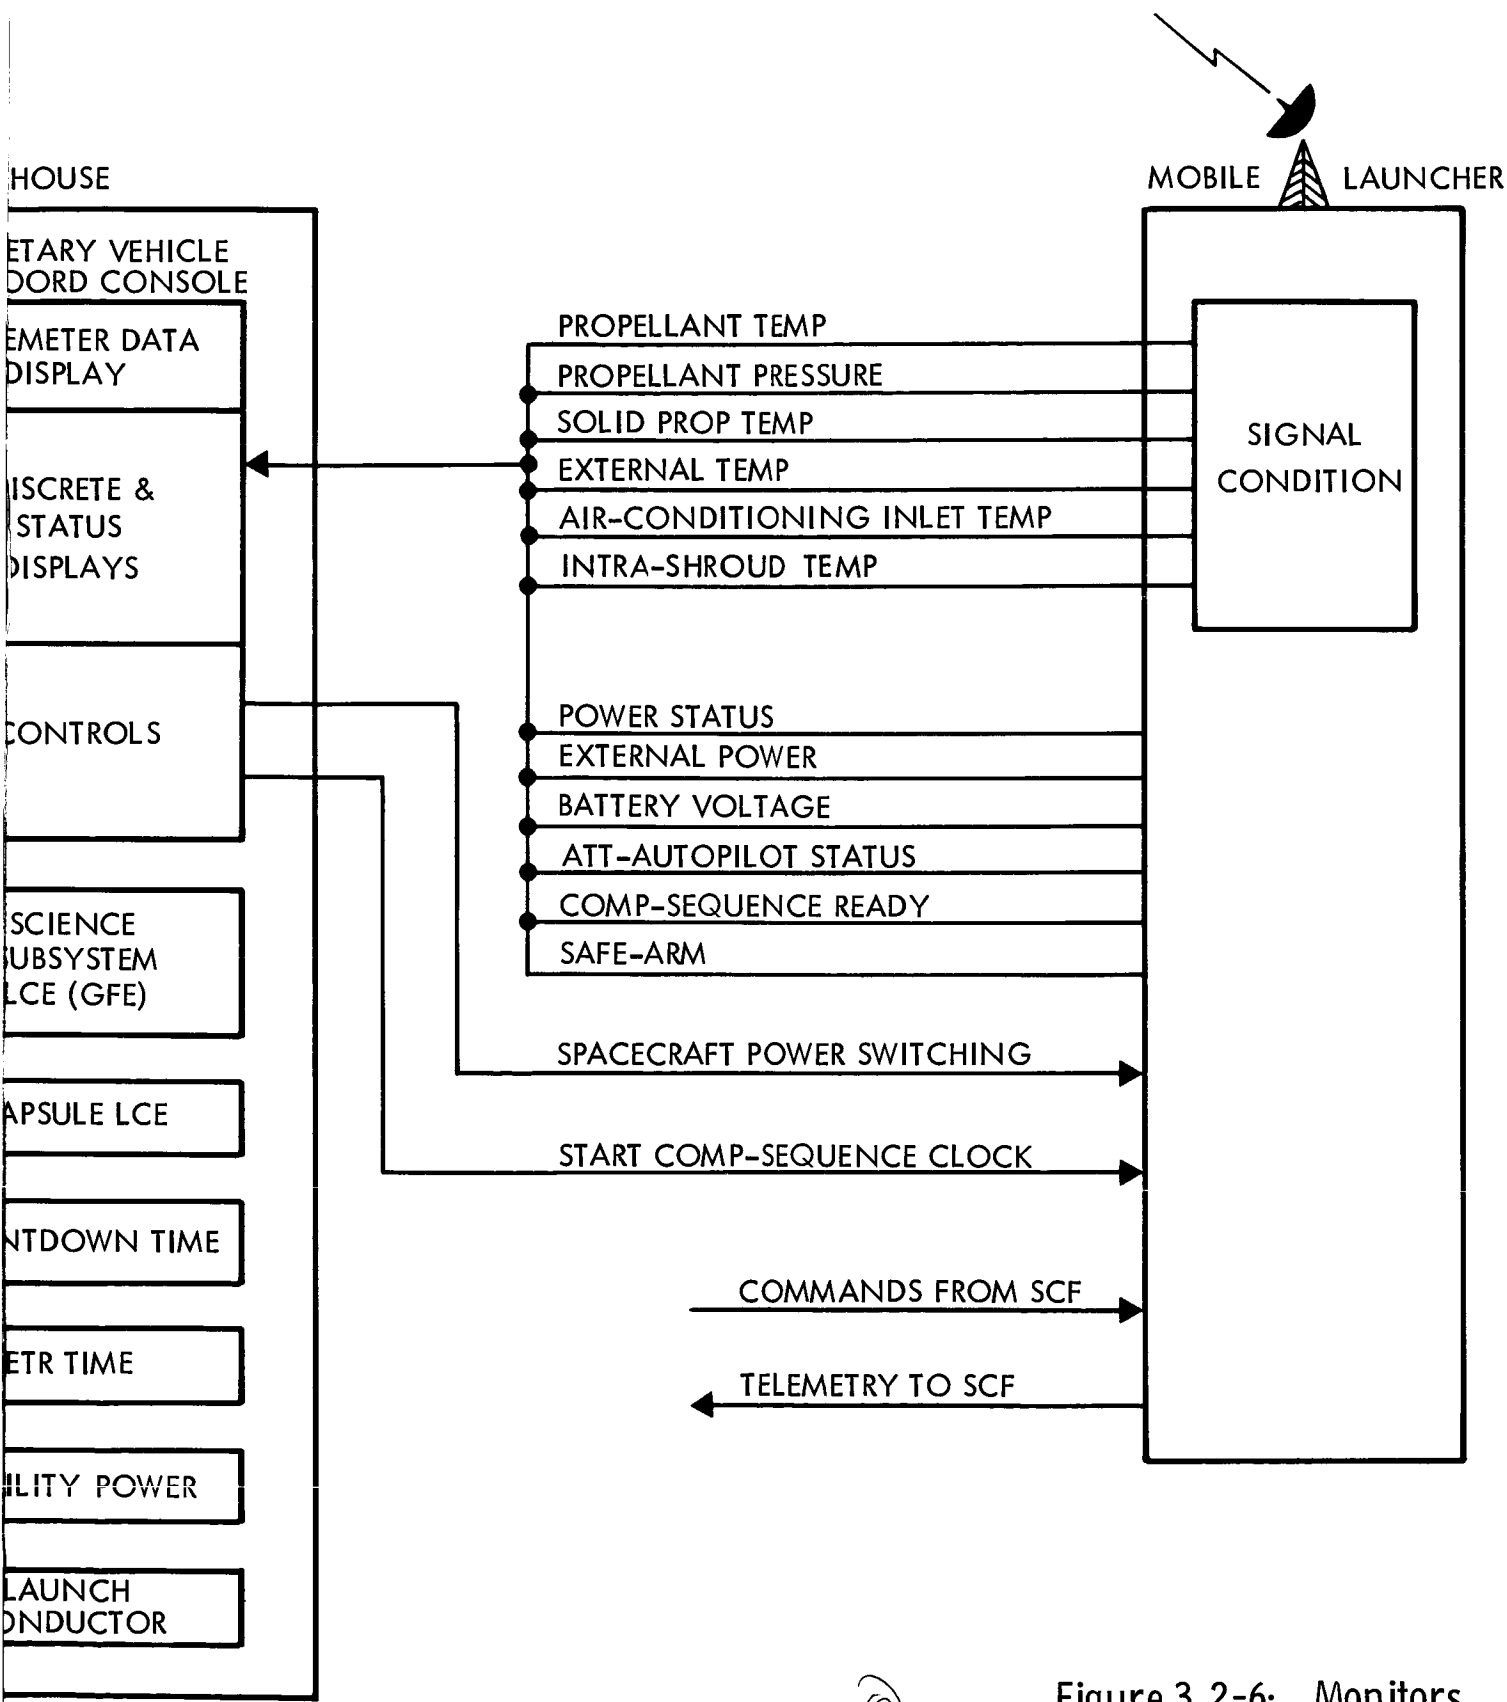 HOUSE
MOBILE LAUNCHER
ETARY VEHICLE
OORD CONSOLE
EMETER DATA
DISPLAY
ISCRETE &
STATUS
DISPLAYS
CONTROLS
SCIENCE
UBSYSTEM
LCE (GFE)
APSULE LCE
NTDOWN TIME
ETR TIME
ILITY POWER
LAUNCH
ONDUCTOR
PROPELLANT TEMP
PROPELLANT PRESSURE
SOLID PROP TEMP
EXTERNAL TEMP
AIR-CONDITIONING INLET TEMP
INTRA-SHROUD TEMP
POWER STATUS
EXTERNAL POWER
BATTERY VOLTAGE
ATT-AUTOPILOT STATUS
COMP-SEQUENCE READY
SAFE-ARM
SPACECRAFT POWER SWITCHING
START COMP-SEQUENCE CLOCK
COMMANDS FROM SCF
TELEMETRY TO SCF
SIGNAL
CONDITION
Figure 3.2-6: Monitors